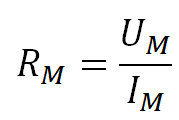 R_M = U_M / I_M